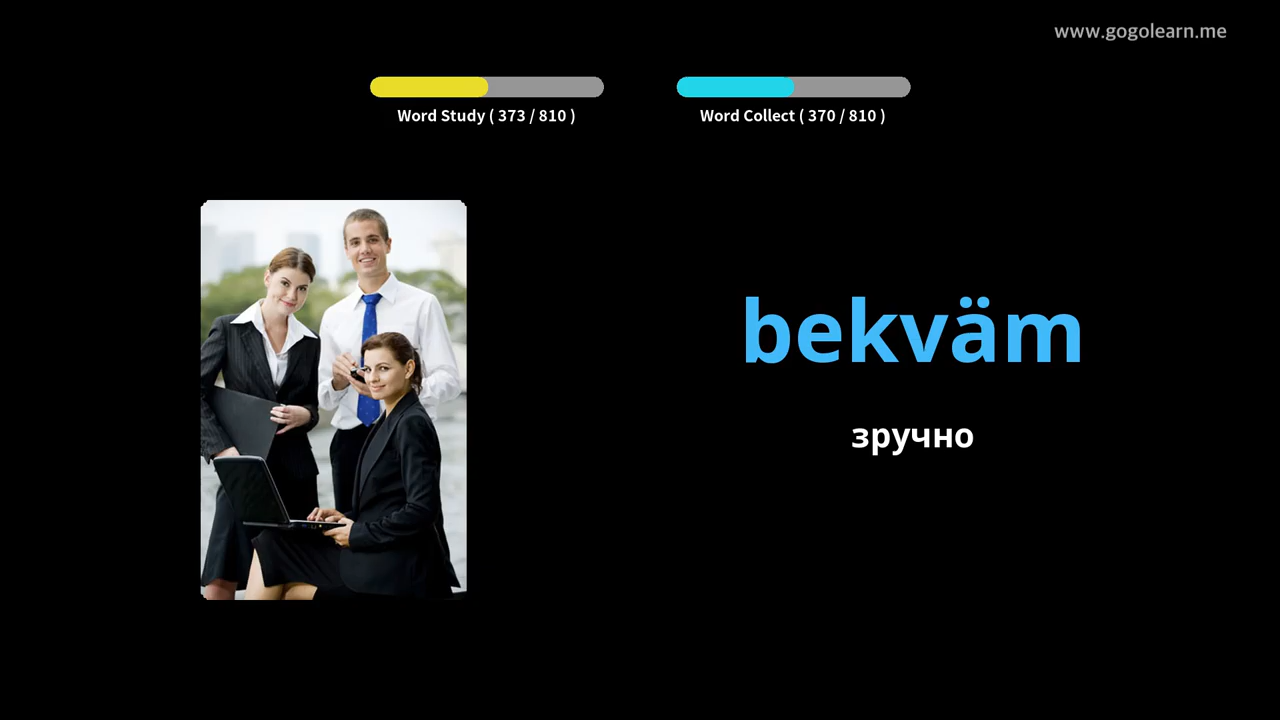 www.gogolearn.me
Word Study ( 373 / 810 )
Word Collect ( 370 / 810 )
bekväm
зручно